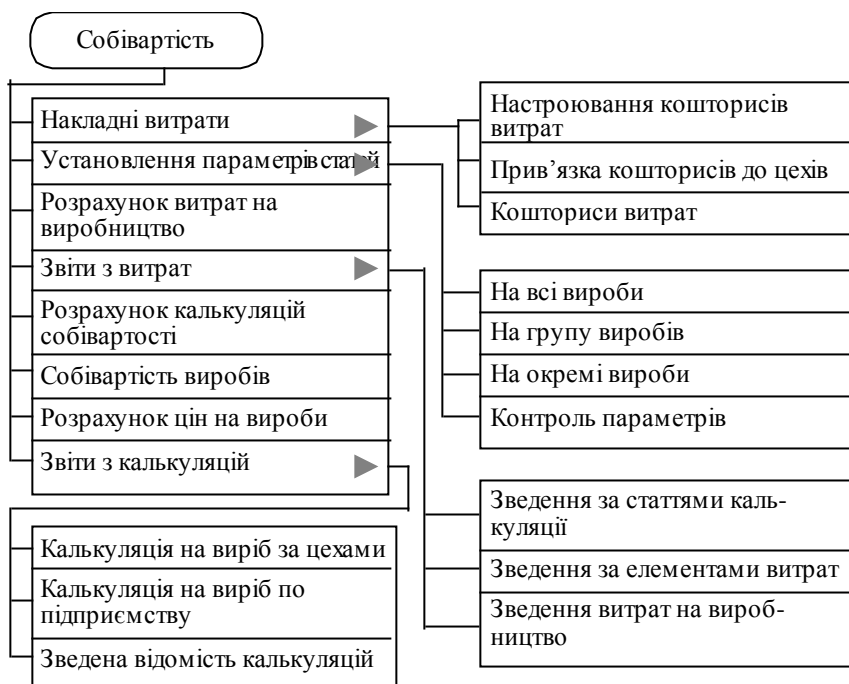 Собівартість
Накладні витрати
Установлення параметрів статей
Розрахунок витрат на
виробництво
Звіти з витрат
Розрахунок калькуляцій
собівартості
Собівартість виробів
Розрахунок цін на вироби
Звіти з калькуляцій
Настроювання кошторисів
витрат
Прив’язка кошторисів до цехів
Кошториси витрат
На всі вироби
На групу виробів
На окремі вироби
Контроль параметрів
Зведення за статтями каль-
куляції
Зведення за елементами витрат
Зведення витрат на вироб-
ництво
Калькуляція на виріб за цехами
Калькуляція на виріб по
підприємству
Зведена відомість калькуляцій